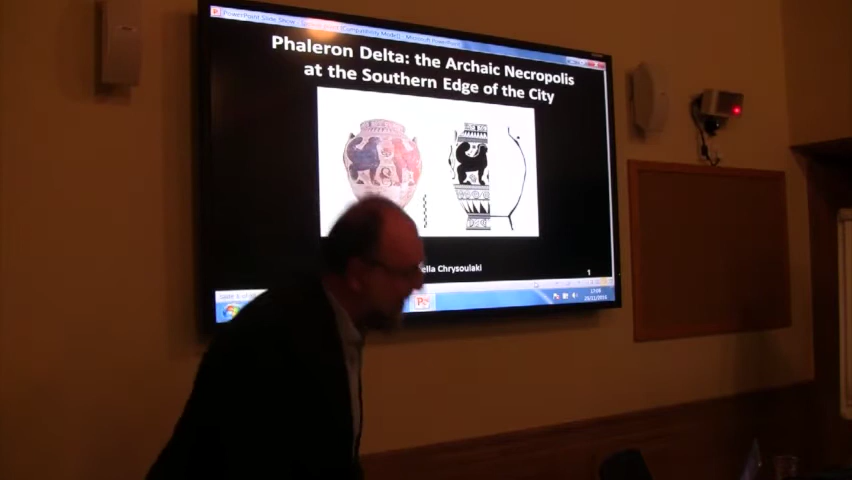 Phaleron Delta: the Archaic Necropolis
at the Southern Edge of the City
ella Chrysoulaki
1